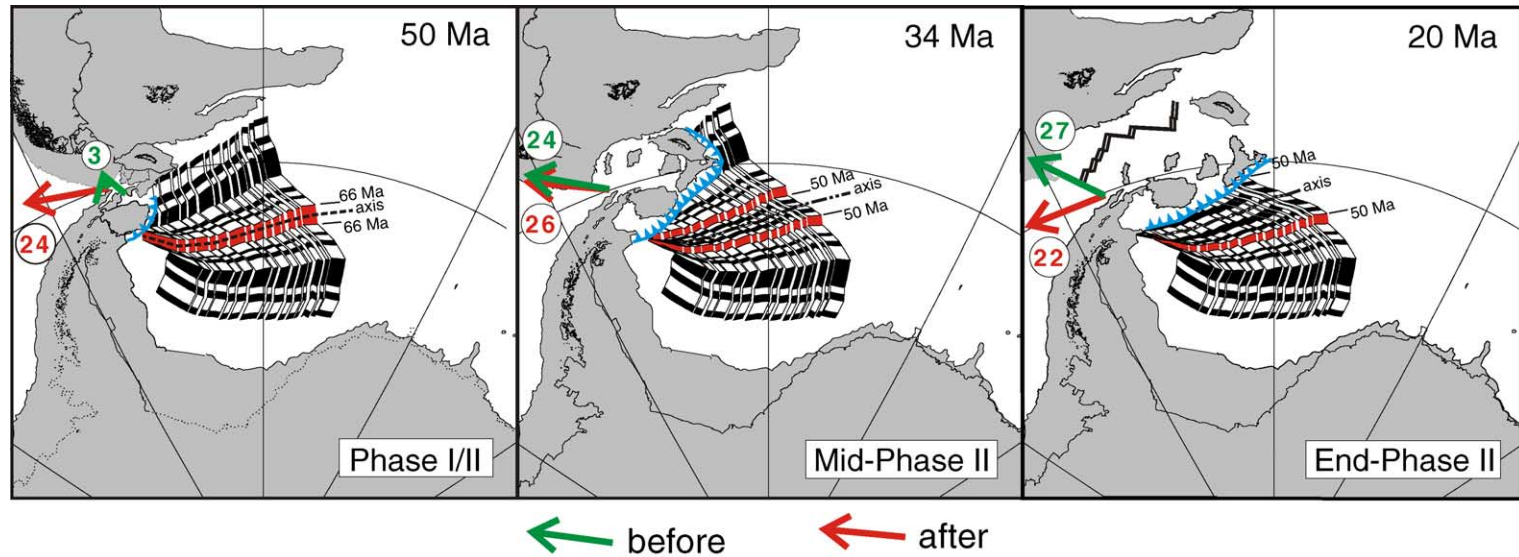 50 Ma
3
24
66 Ma
axis
66 Ma
Phase I/II
34 Ma
24
26
50 Ma
axis
50 Ma
Mid-Phase II
20 Ma
27
22
50 Ma
axis
50 Ma
End-Phase II
before
after